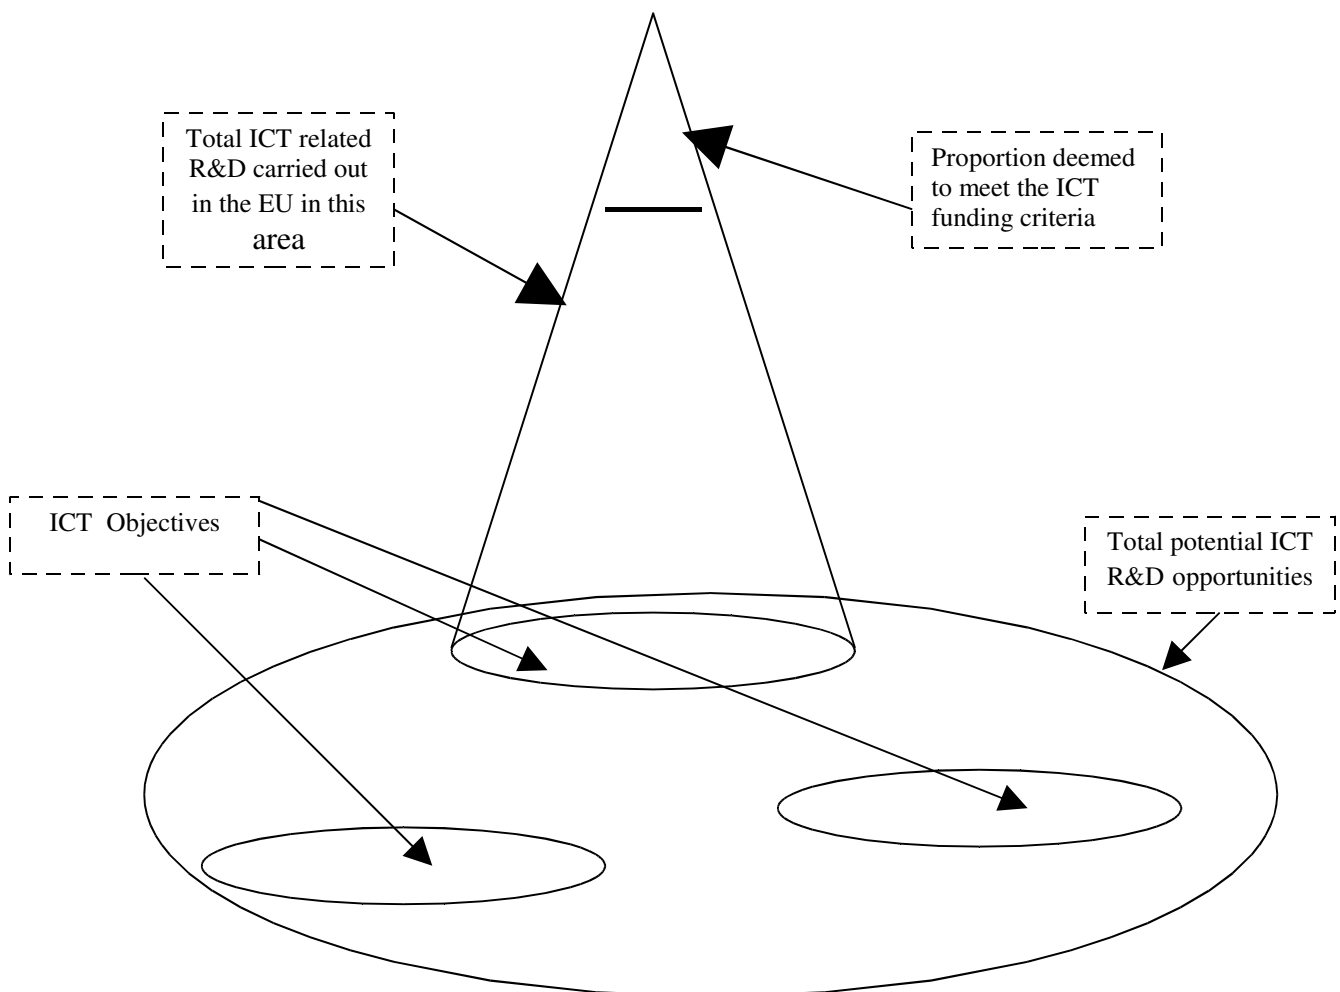 Total ICT related
R&D carried out
in the EU in this
area
Proportion deemed
to meet the ICT
funding criteria
ICT Objectives
Total potential ICT
R&D opportunities